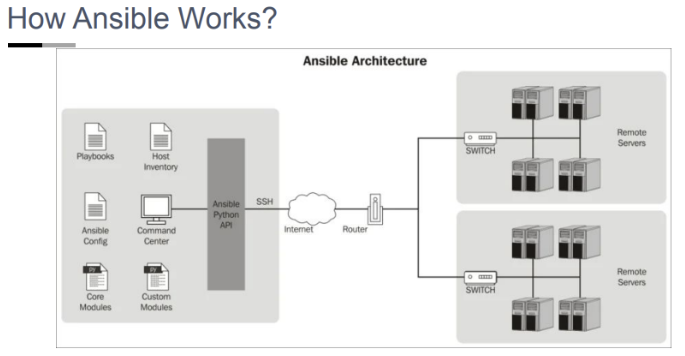 How Ansible Works?
Ansible Architecture
Playbooks
Host
Inventory
Ansible
Config
Command
Center
Core
Modules
Custom
Modules
Ansible
Python
API
SSH
Internet
Router
SWITCH
Remote
Servers
SWITCH
Remote
Servers